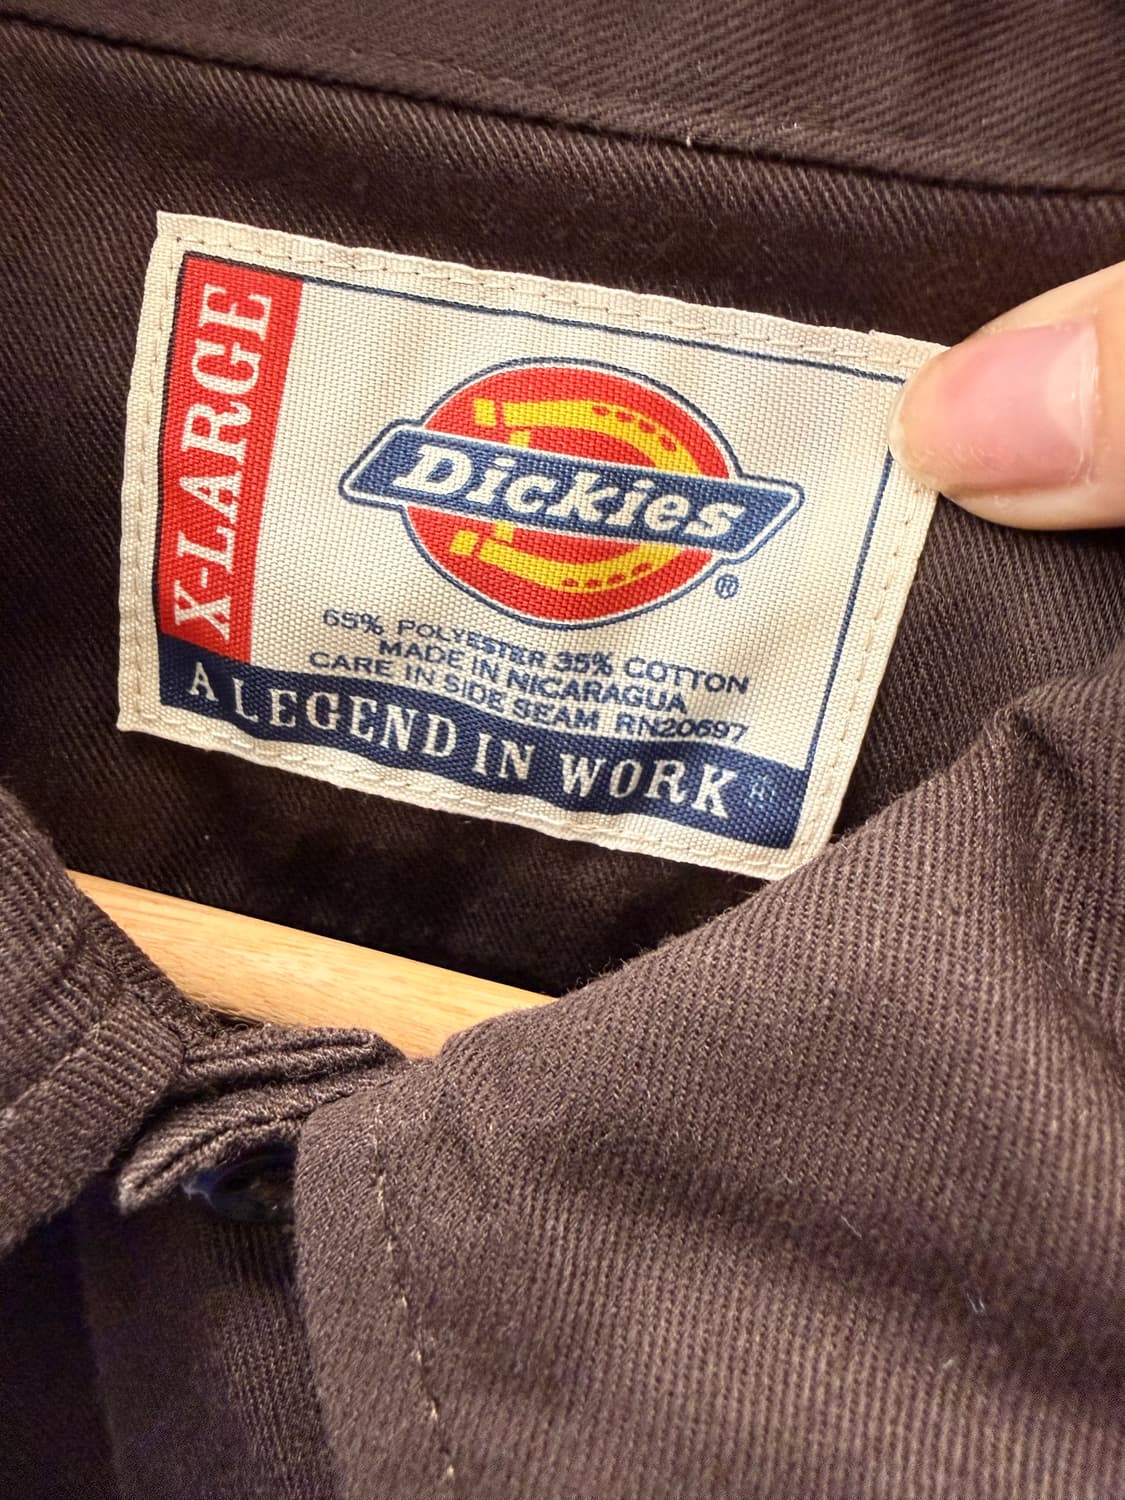 X-LARGE
Dickies®
65% POLYESTER 35% COTTON
MADE IN NICARAGUA
CARE IN SIDE SEAM RN20697
A LEGEND IN WORK®